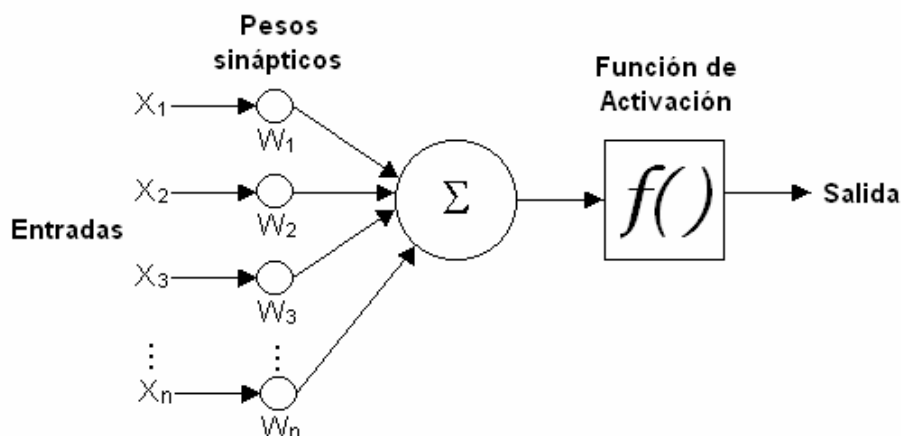 Pesos
sinápticos
Función de
Activación
Entradas
X₁
W₁
X₂
W₂
X₃
W₃
⋮
⋮
Xₙ
Wₙ
Σ
f()
Salida